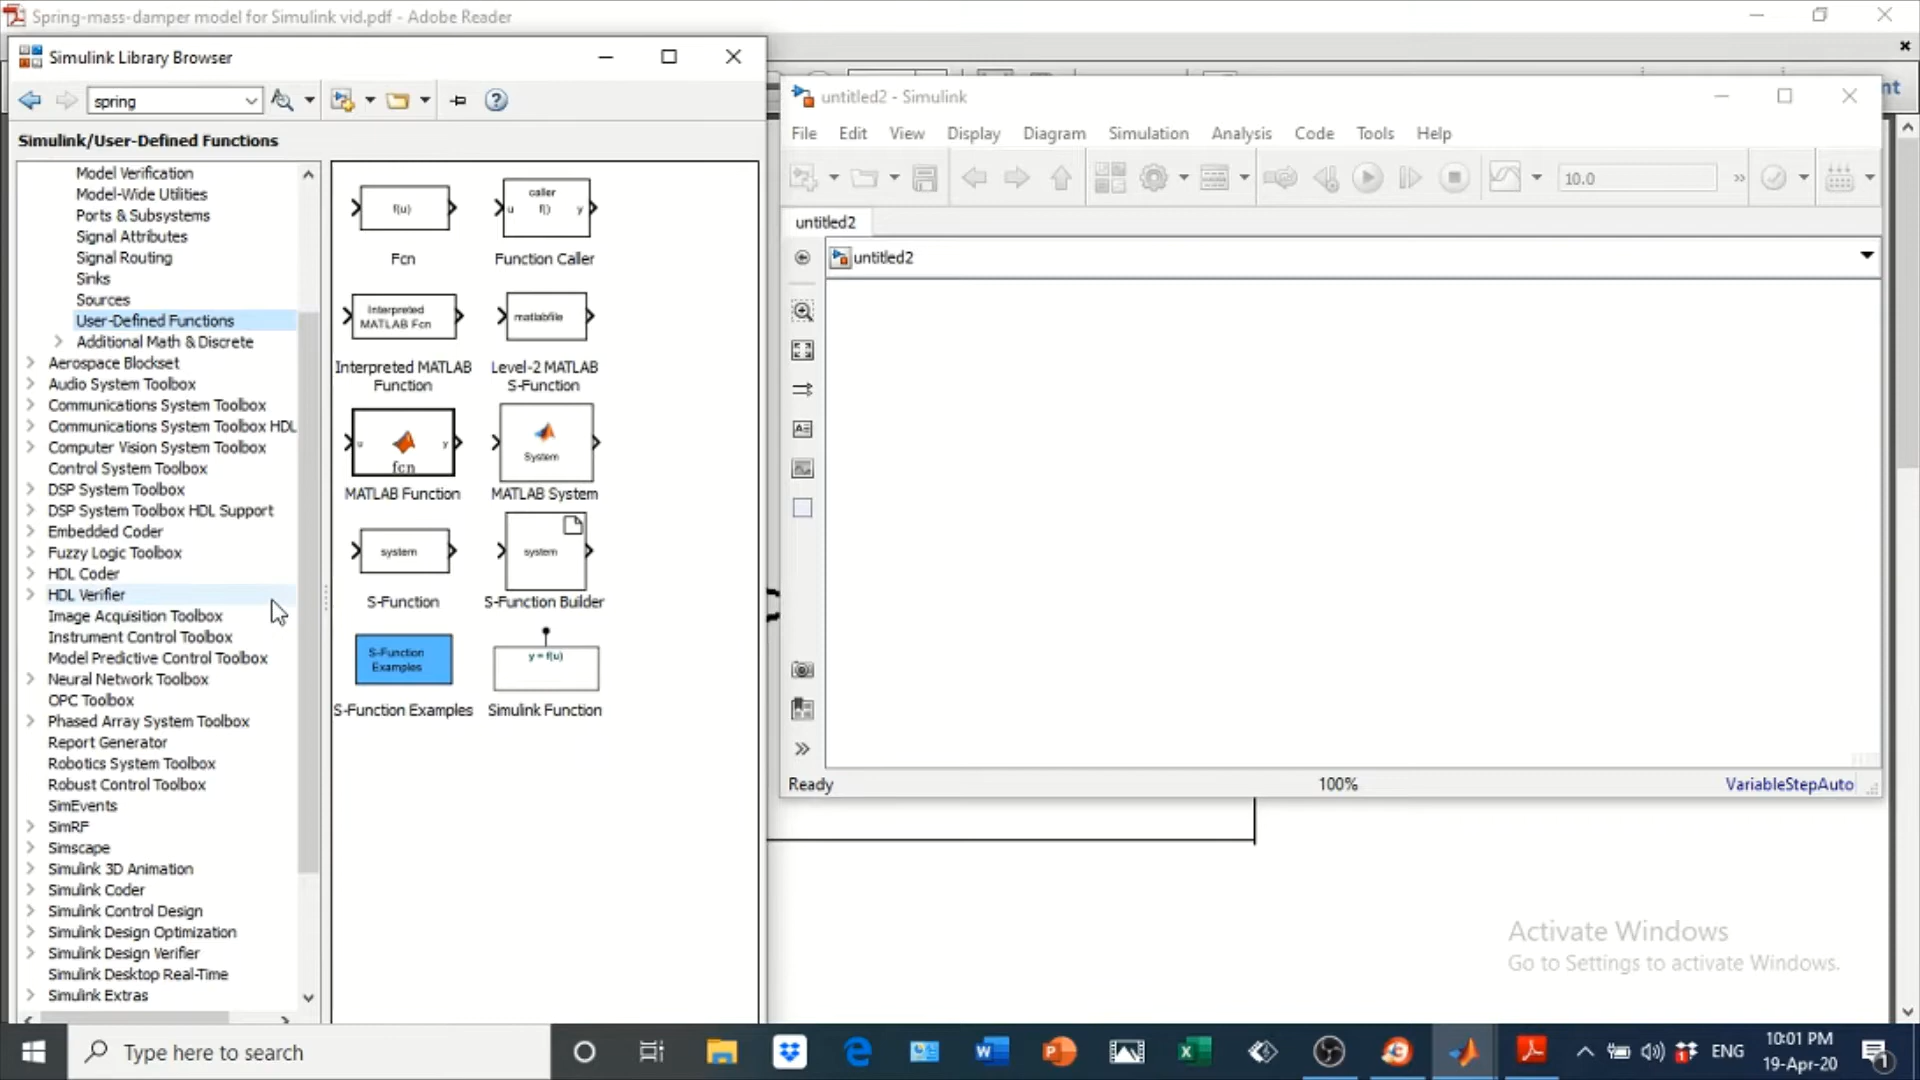 Spring-mass-damper model for Simulink vid.pdf - Adobe Reader
Simulink Library Browser
spring
Simulink/User-Defined Functions
Model Verification
Model-Wide Utilities
Ports & Subsystems
Signal Attributes
Signal Routing
Sinks
Sources
User-Defined Functions
Additional Math & Discrete
Aerospace Blockset
Audio System Toolbox
Communications System Toolbox
Communications System Toolbox HDL
Computer Vision System Toolbox
Control System Toolbox
DSP System Toolbox
DSP System Toolbox HDL Support
Embedded Coder
Fuzzy Logic Toolbox
HDL Coder
HDL Verifier
Image Acquisition Toolbox
Instrument Control Toolbox
Model Predictive Control Toolbox
Neural Network Toolbox
OPC Toolbox
Phased Array System Toolbox
Report Generator
Robotics System Toolbox
Robust Control Toolbox
SimEvents
SimRF
Simscape
Simulink 3D Animation
Simulink Coder
Simulink Control Design
Simulink Design Optimization
Simulink Design Verifier
Simulink Desktop Real-Time
Simulink Extras
f(u)
Fcn
caller
u f() y
Function Caller
Interpreted
MATLAB Fcn
Interpreted MATLAB
Function
matlabfile
Level-2 MATLAB
S-Function
u y
fcn
MATLAB Function
System
MATLAB System
system
S-Function
system
S-Function Builder
S-Function
Examples
S-Function Examples
y = f(u)
Simulink Function
nt
untitled2 - Simulink
File Edit View Display Diagram Simulation Analysis Code Tools Help
10.0
untitled2
untitled2
Ready 100% VariableStepAuto
Activate Windows
Go to Settings to activate Windows.
Type here to search
ENG
10:01 PM
19-Apr-20
1